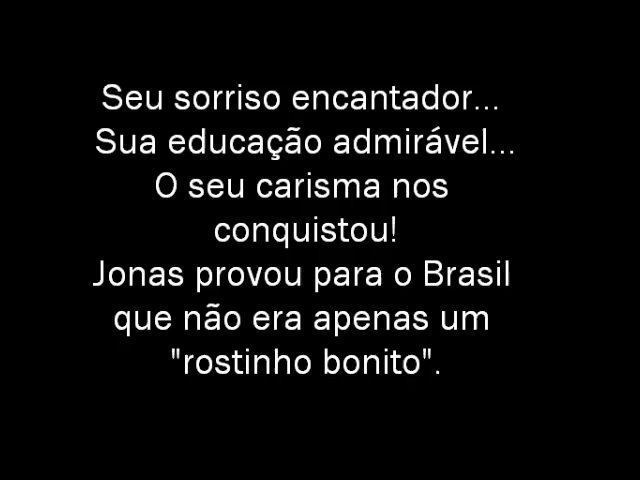 Seu sorriso encantador...
Sua educação admirável...
O seu carisma nos
conquistou!
Jonas provou para o Brasil
que não era apenas um
"rostinho bonito".